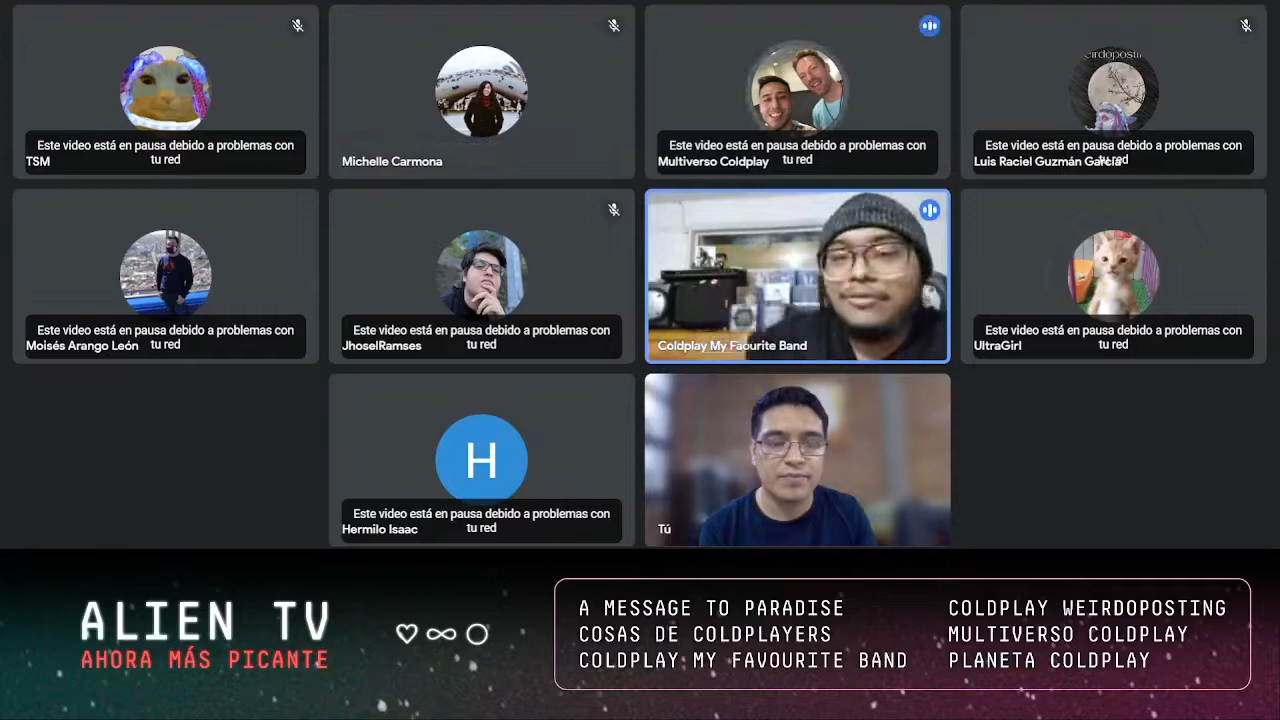 eirdopostin
Este video está en pausa debido a problemas con
tu red
TSM
Michelle Carmona
Este video está en pausa debido a problemas con
tu red
Multiverso Coldplay
Este video está en pausa debido a problemas con
tu red
Luis Raciel Guzmán García
Este video está en pausa debido a problemas con
tu red
Moisés Arango León
Este video está en pausa debido a problemas con
tu red
JhoselRamses
Coldplay My Faourite Band
Este video está en pausa debido a problemas con
tu red
UltraGirl
H
Este video está en pausa debido a problemas con
tu red
Hermilo Isaac
Tú
ALIEN TV
AHORA MÁS PICANTE
A MESSAGE TO PARADISE
COSAS DE COLDPLAYERS
COLDPLAY MY FAVOURITE BAND
COLDPLAY WEIRDOPOSTING
MULTIVERSO COLDPLAY
PLANETA COLDPLAY